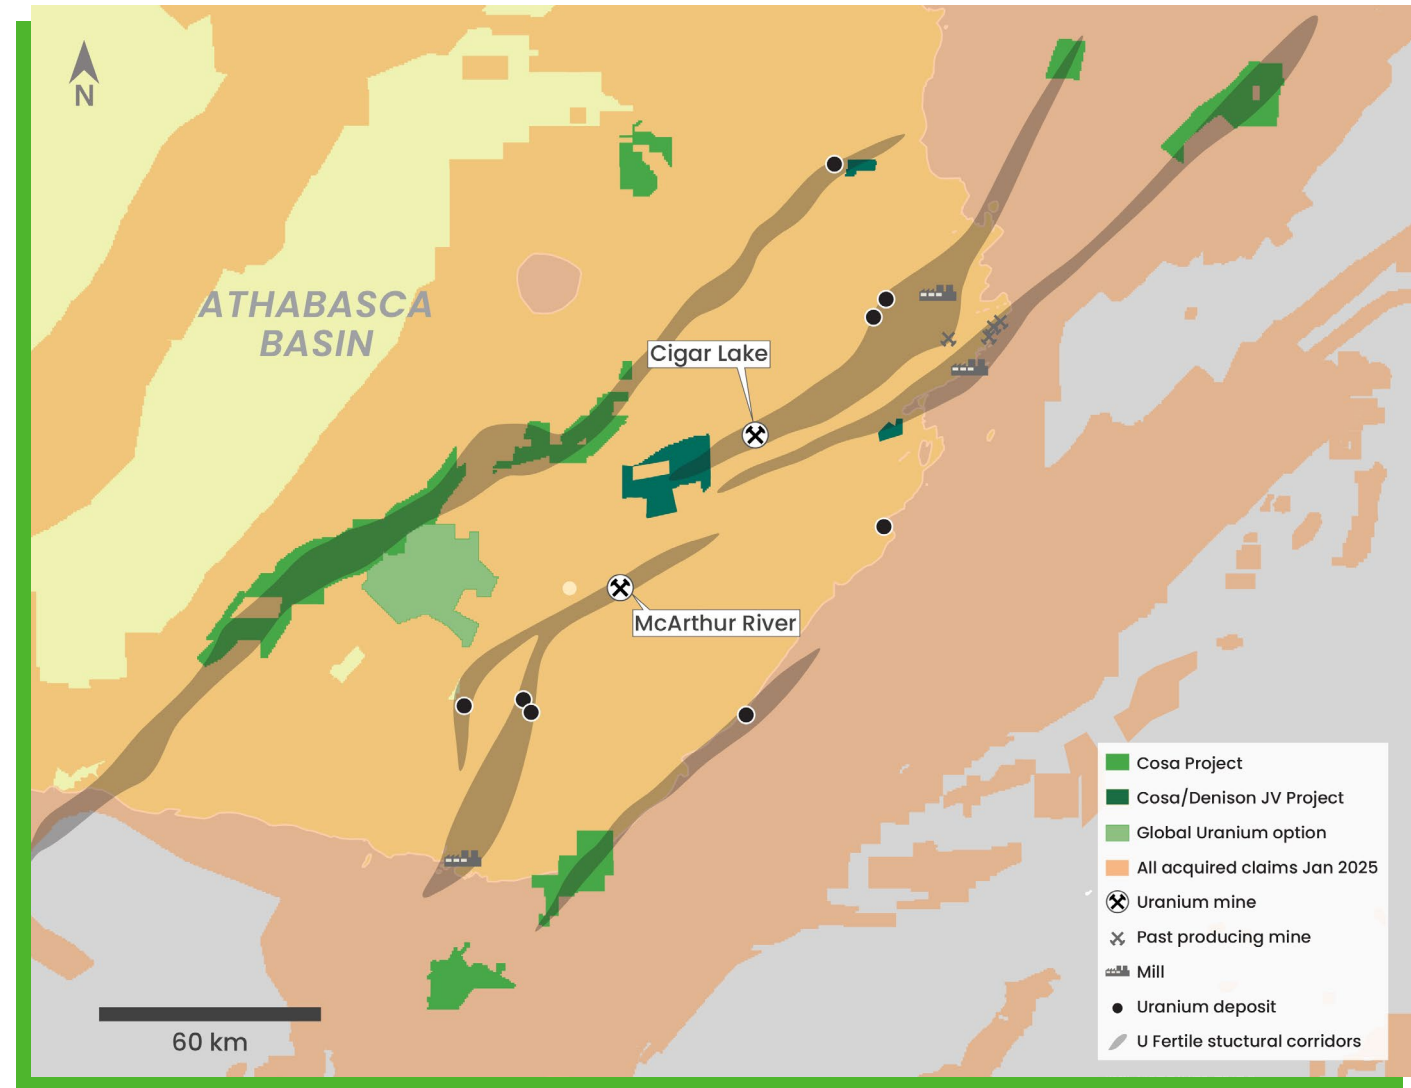 N
ATHABASCA
BASIN
Cigar Lake
McArthur River
Cosa Project
Cosa/Denison JV Project
Global Uranium option
All acquired claims Jan 2025
Uranium mine
Past producing mine
Mill
Uranium deposit
U Fertile stuctural corridors
60 km